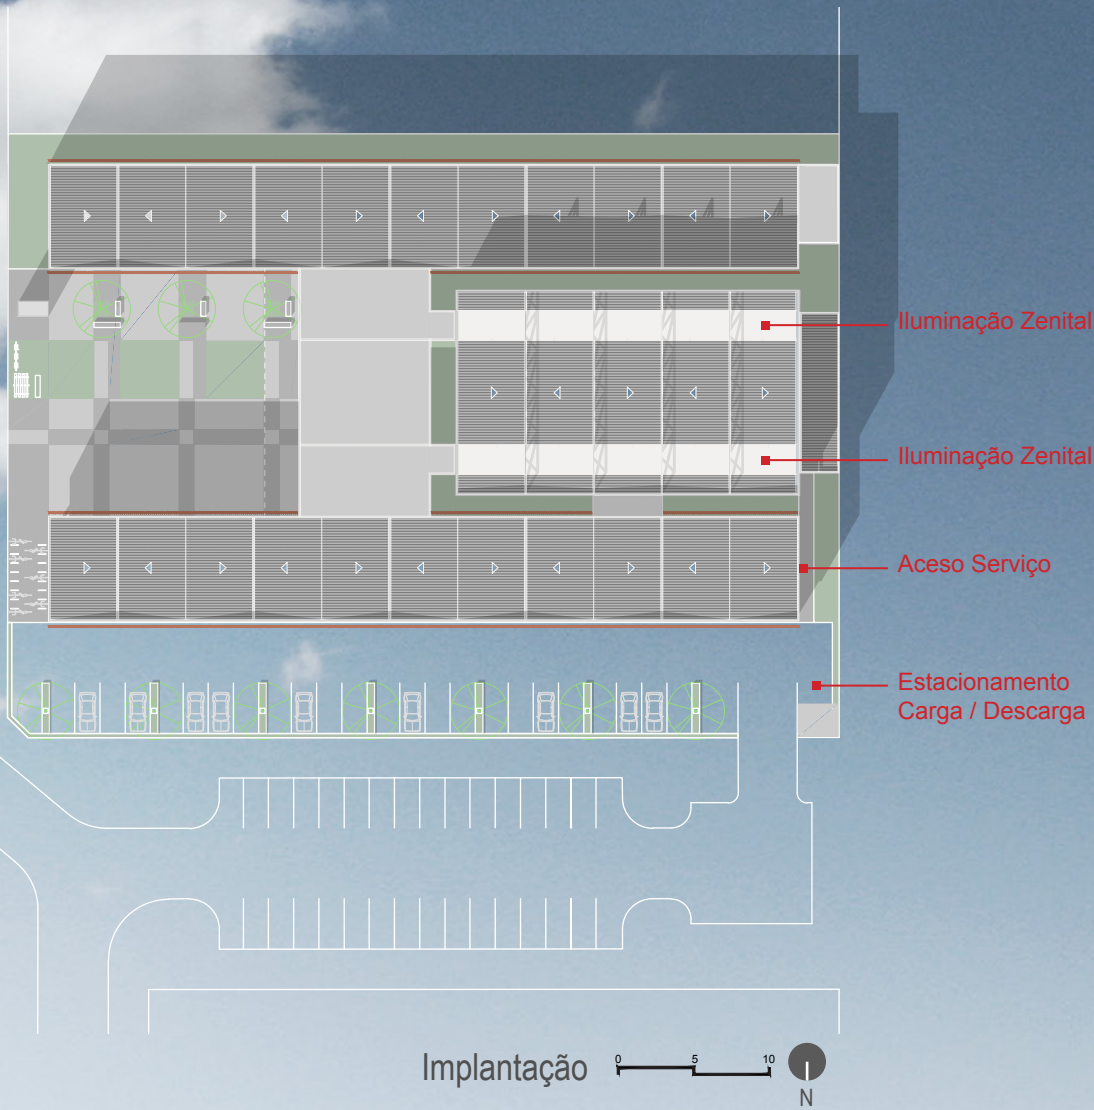 Iluminação Zenital
Iluminação Zenital
Aceso Serviço
Estacionamento
Carga / Descarga
Implantação
0 5 10
N